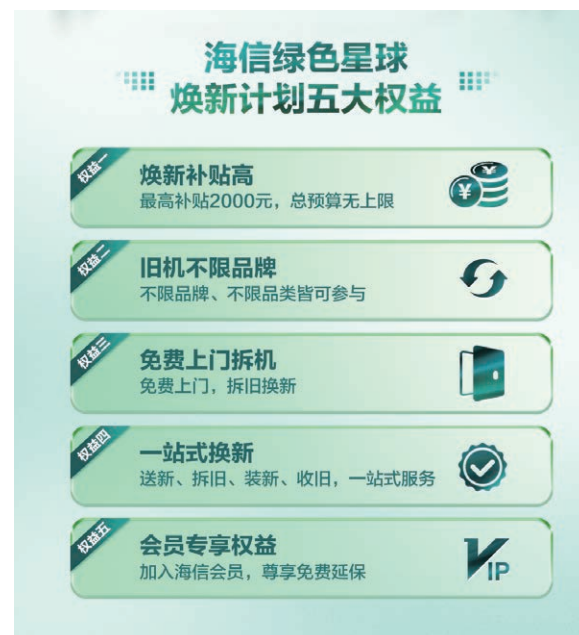 海信绿色星球
焕新计划五大权益
权益一
焕新补贴高
最高补贴2000元，总预算无上限
权益二
旧机不限品牌
不限品牌、不限品类皆可参与
权益三
免费上门拆机
免费上门，拆旧换新
权益四
一站式换新
送新、拆旧、装新、收旧，一站式服务
权益五
会员专享权益
加入海信会员，尊享免费延保
VIP